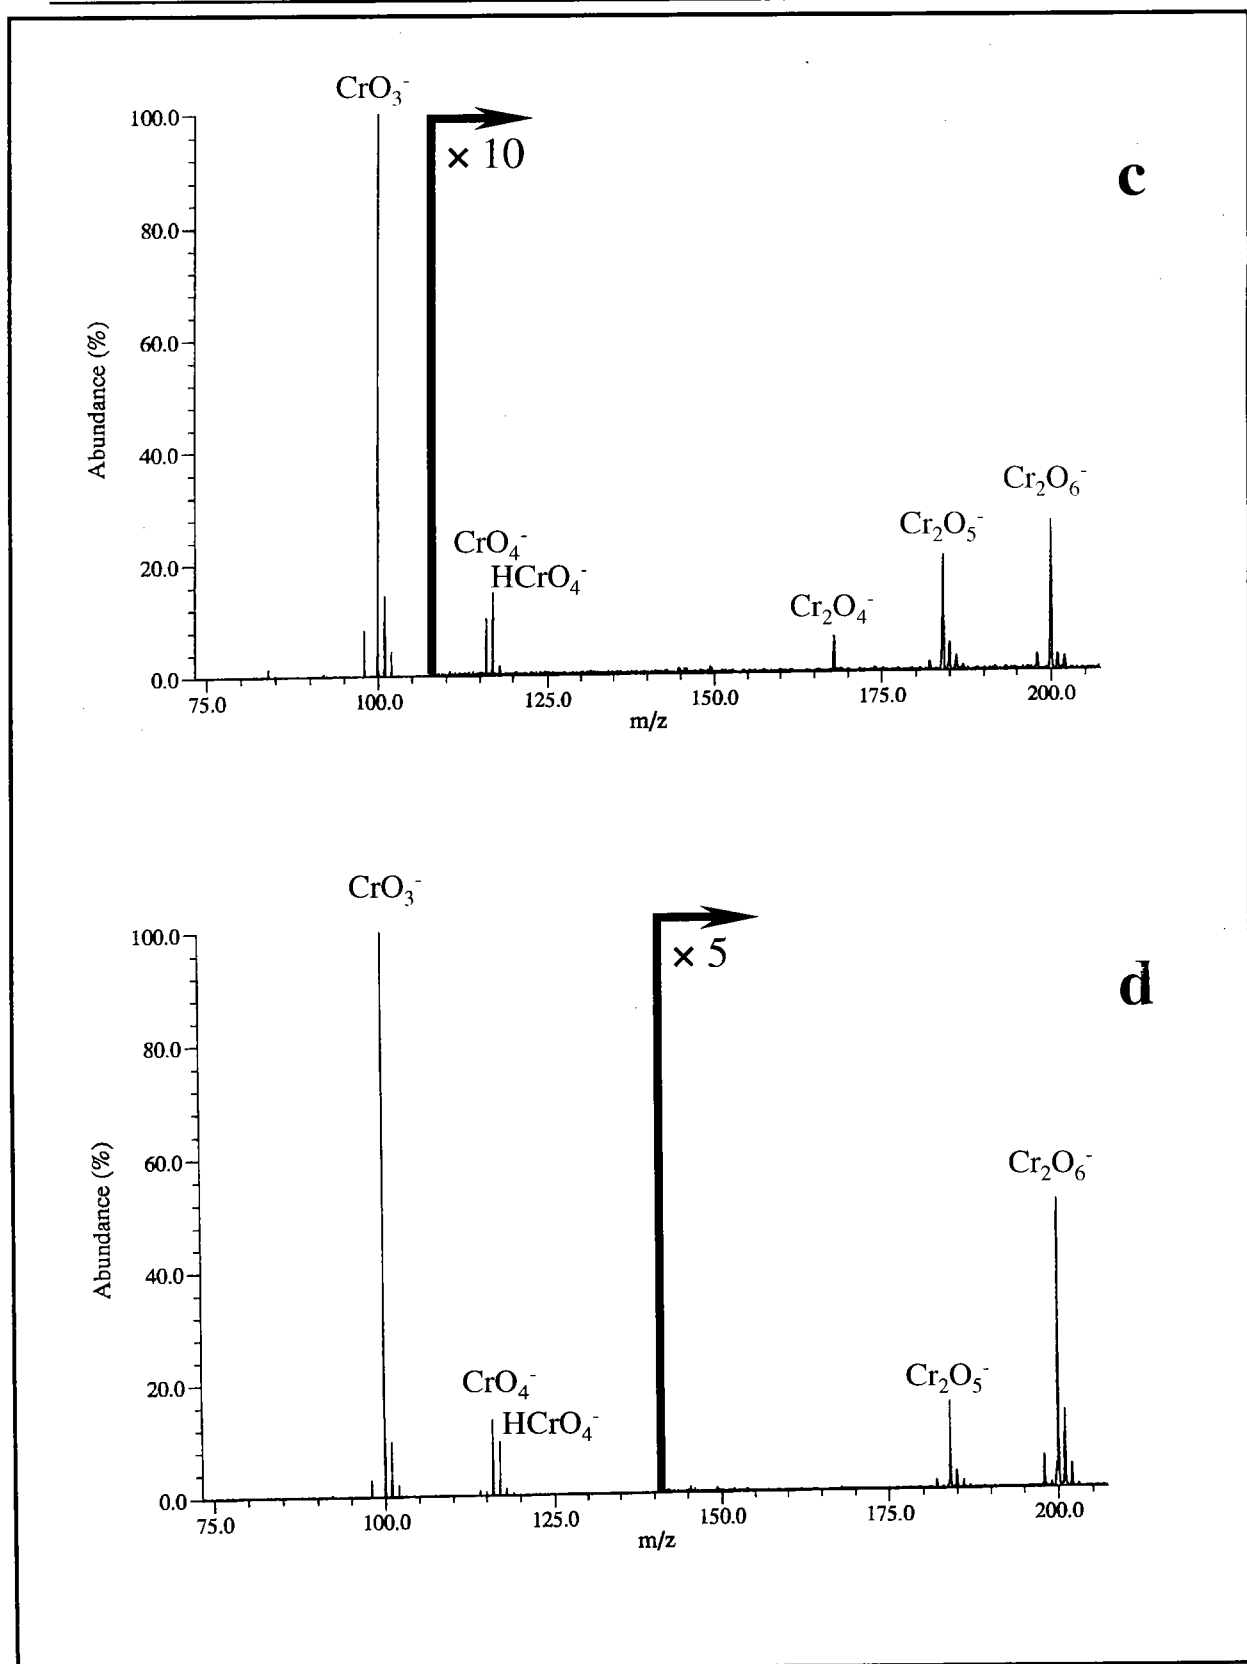 CrO₃⁻
100.0
× 10
c
80.0
Abundance (%)
60.0
40.0
20.0
0.0
CrO₄⁻
HCrO₄⁻
Cr₂O₄⁻
Cr₂O₅⁻
Cr₂O₆⁻
75.0 100.0 125.0 150.0 175.0 200.0
m/z
CrO₃⁻
100.0
× 5
d
80.0
Abundance (%)
60.0
40.0
20.0
0.0
CrO₄⁻
HCrO₄⁻
Cr₂O₅⁻
Cr₂O₆⁻
75.0 100.0 125.0 150.0 175.0 200.0
m/z